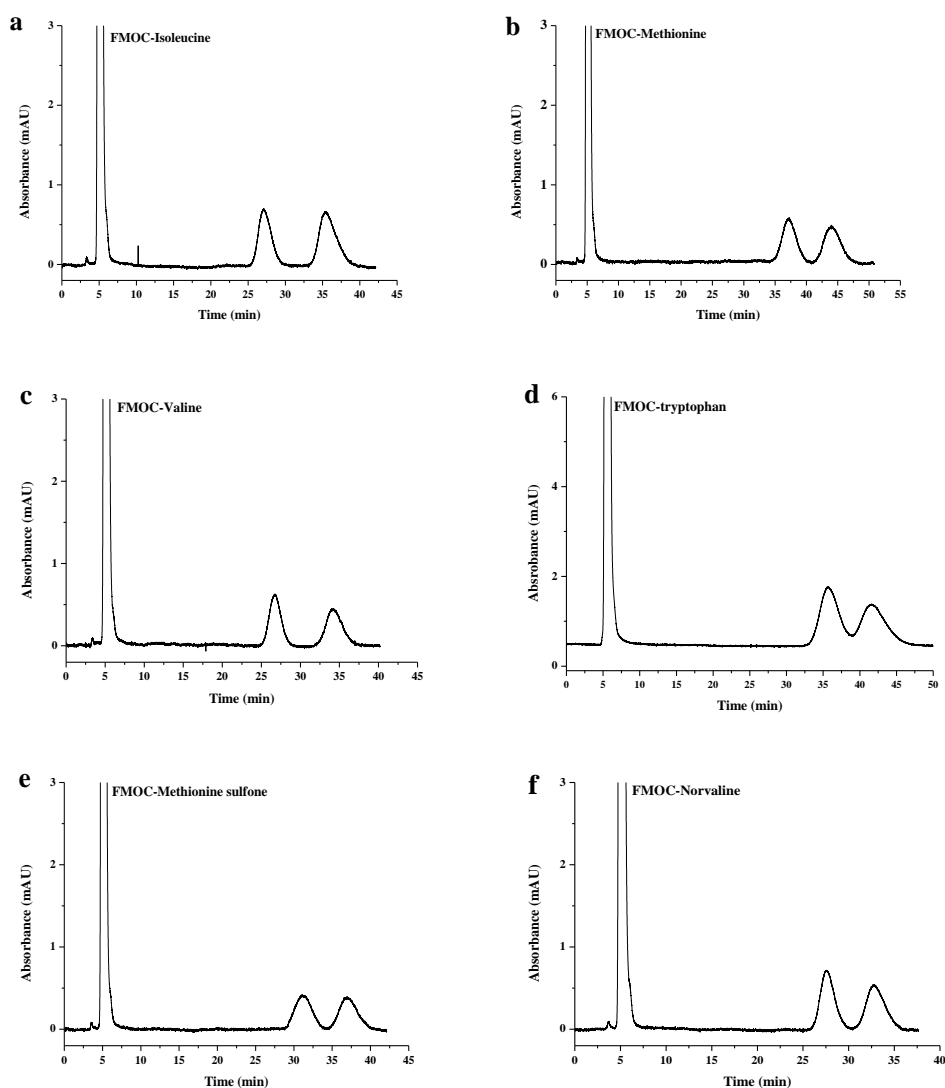 a
FMOC-Isoleucine
3
2
1
0
Absorbance (mAU)
0 5 10 15 20 25 30 35 40 45
Time (min)
b
FMOC-Methionine
3
2
1
0
Absorbance (mAU)
0 5 10 15 20 25 30 35 40 45 50 55
Time (min)
c
FMOC-Valine
3
2
1
0
Absorbance (mAU)
0 5 10 15 20 25 30 35 40 45
Time (min)
d
FMOC-tryptophan
6
4
2
0
Absrobance (mAU)
0 5 10 15 20 25 30 35 40 45 50
Time (min)
e
FMOC-Methionine sulfone
3
2
1
0
Absorbance (mAU)
0 5 10 15 20 25 30 35 40 45
Time (min)
f
FMOC-Norvaline
3
2
1
0
Absorbance (mAU)
0 5 10 15 20 25 30 35 40
Time (min)